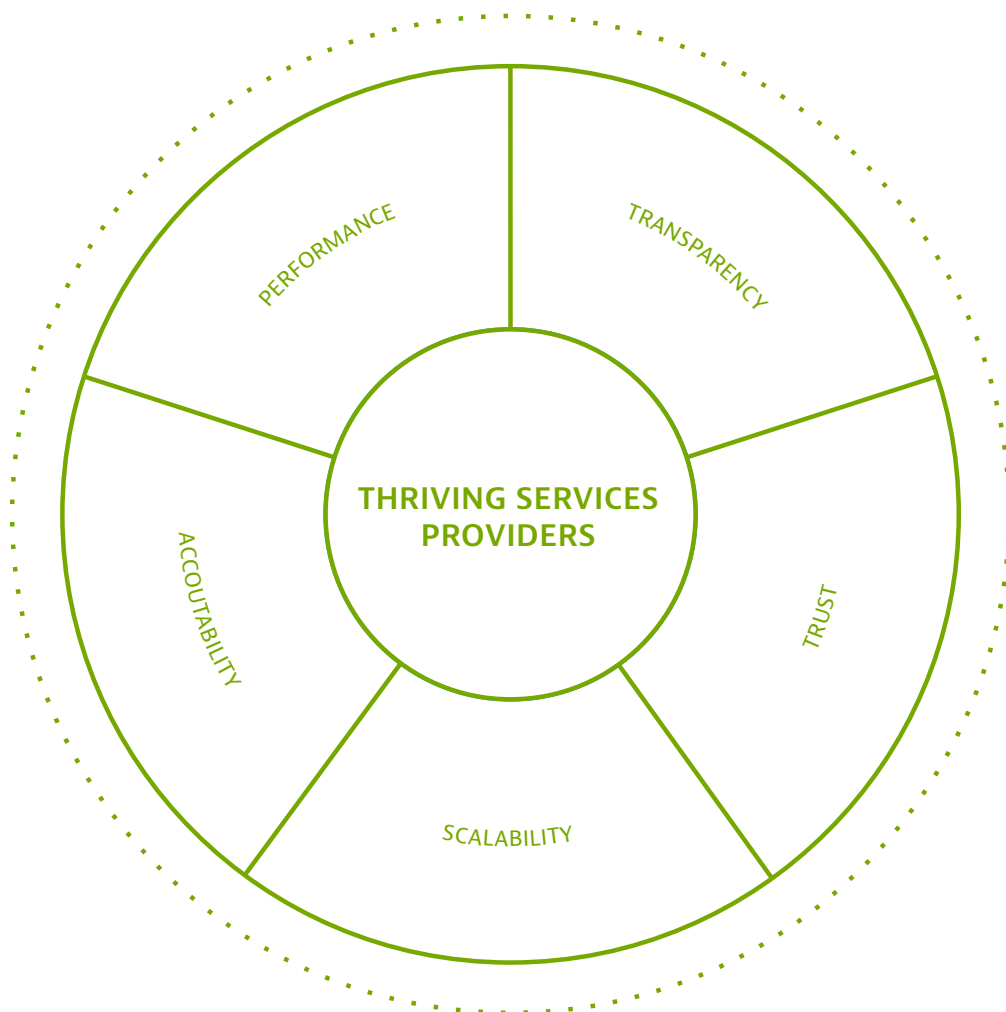 PERFORMANCE
TRANSPARENCY
THRIVING SERVICES
PROVIDERS
ACCOUTABILITY
TRUST
SCALABILITY